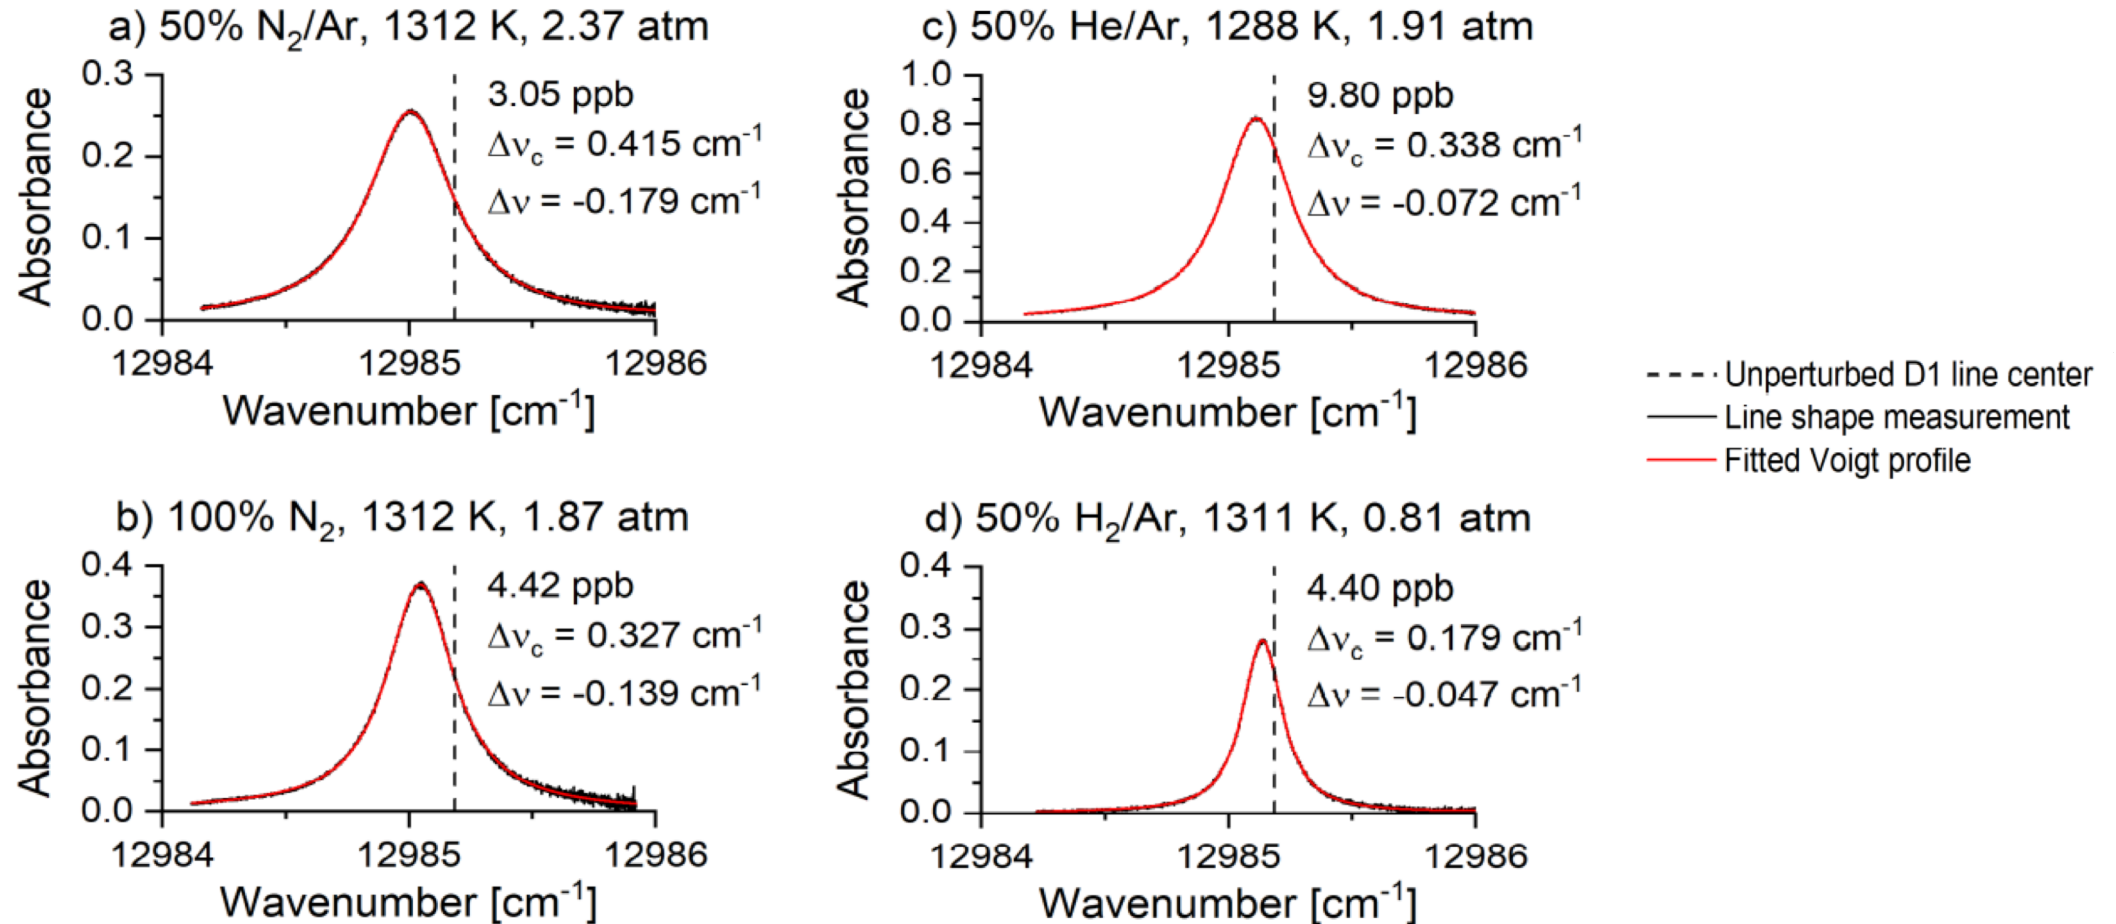 a) 50% N₂/Ar, 1312 K, 2.37 atm
0.3
0.2
0.1
0.0
Absorbance
3.05 ppb
Δν_c = 0.415 cm⁻¹
Δν = -0.179 cm⁻¹
12984 12985 12986
Wavenumber [cm⁻¹]
c) 50% He/Ar, 1288 K, 1.91 atm
1.0
0.8
0.6
0.4
0.2
0.0
Absorbance
9.80 ppb
Δν_c = 0.338 cm⁻¹
Δν = -0.072 cm⁻¹
12984 12985 12986
Wavenumber [cm⁻¹]
Unperturbed D1 line center
Line shape measurement
Fitted Voigt profile
b) 100% N₂, 1312 K, 1.87 atm
0.4
0.3
0.2
0.1
0.0
Absorbance
4.42 ppb
Δν_c = 0.327 cm⁻¹
Δν = -0.139 cm⁻¹
12984 12985 12986
Wavenumber [cm⁻¹]
d) 50% H₂/Ar, 1311 K, 0.81 atm
0.4
0.3
0.2
0.1
0.0
Absorbance
4.40 ppb
Δν_c = 0.179 cm⁻¹
Δν = -0.047 cm⁻¹
12984 12985 12986
Wavenumber [cm⁻¹]